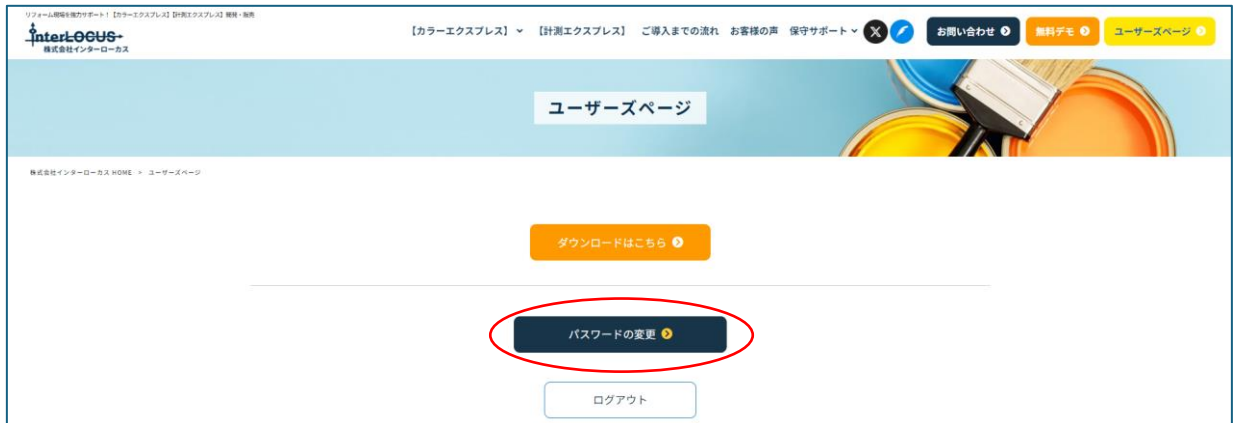 リフォーム現場を強力サポート！【カラーエクスプレス】【計測エクスプレス】開発・販売
interLOCUS+
株式会社インターローカス
【カラーエクスプレス】 【計測エクスプレス】 ご導入までの流れ お客様の声 保守サポート X お問い合わせ 無料デモ ユーザーズページ
ユーザーズページ
株式会社インターローカス HOME > ユーザーズページ
ダウンロードはこちら
パスワードの変更
ログアウト